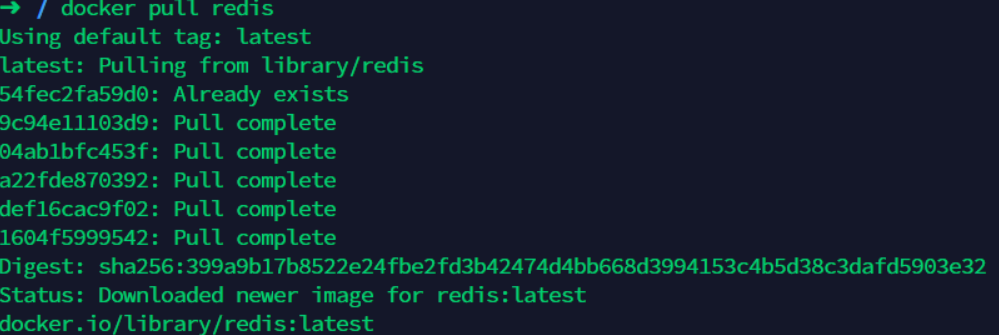 ➜ / docker pull redis
Using default tag: latest
latest: Pulling from library/redis
54fec2fa59d0: Already exists
9c94e11103d9: Pull complete
04ab1bfc453f: Pull complete
a22fde870392: Pull complete
def16cac9f02: Pull complete
1604f5999542: Pull complete
Digest: sha256:399a9b17b8522e24fbe2fd3b42474d4bb668d3994153c4b5d38c3dafd5903e32
Status: Downloaded newer image for redis:latest
docker.io/library/redis:latest